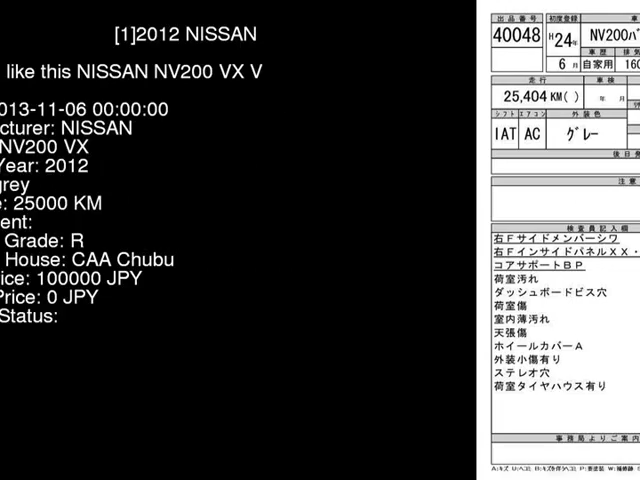 [1]2012 NISSAN
like this NISSAN NV200 VX V
013-11-06 00:00:00
cturer: NISSAN
NV200 VX
Year: 2012
grey
e: 25000 KM
ent:
Grade: R
House: CAA Chubu
rice: 100000 JPY
Price: 0 JPY
Status:
出品番号 初度登録 車
40048 H24年 NV200バ
車歴 排気
6月 自家用 160
走行 車検
25,404 KM( ) 年 月
シフト エアコン 外装色
IAT AC グレー
後日発
注意
検査員記入欄
右Fサイドメンバーシワ
右FインサイドパネルXX・
コアサポートBP
荷室汚れ
ダッシュボードビス穴
荷室傷
室内薄汚れ
天張傷
ホイールカバーA
外装小傷有り
ステレオ穴
荷室タイヤハウス有り
事務局よりご案内